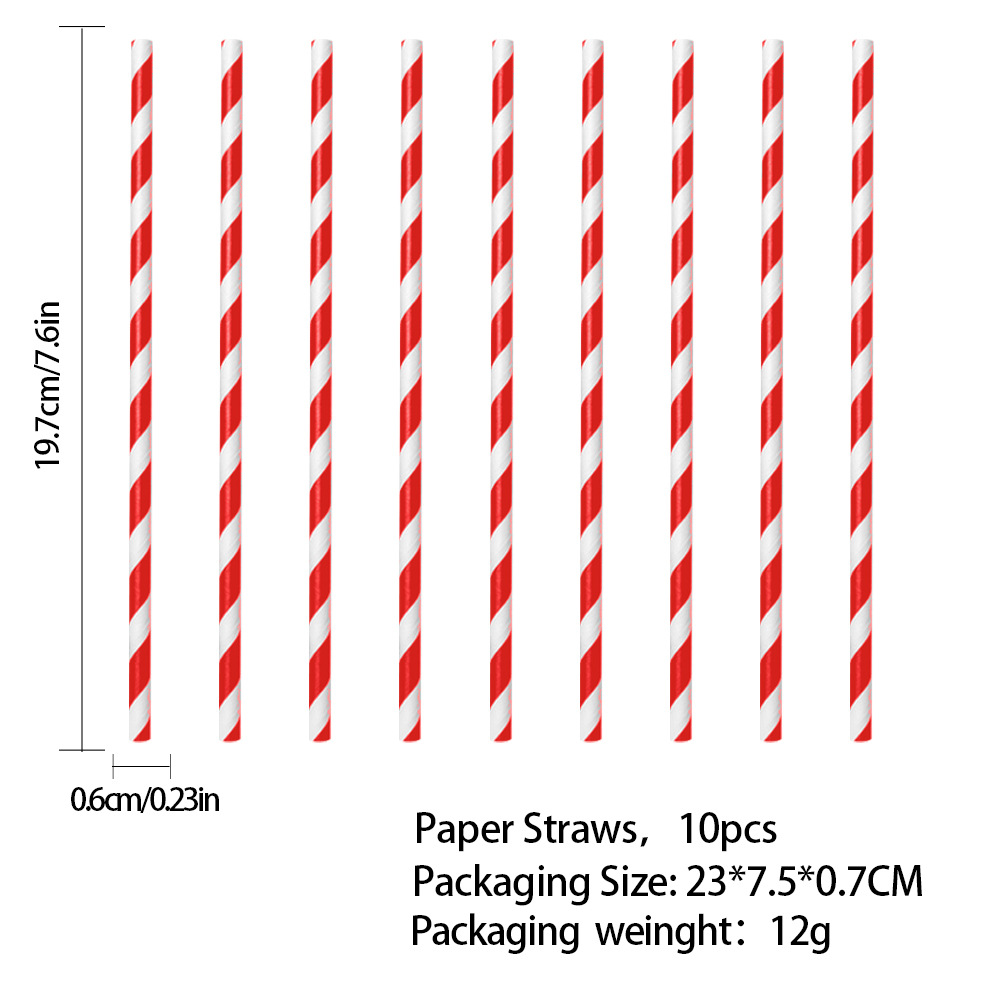 19.7cm/7.6in
0.6cm/0.23in
Paper Straws， 10pcs
Packaging Size: 23*7.5*0.7CM
Packaging weinght： 12g